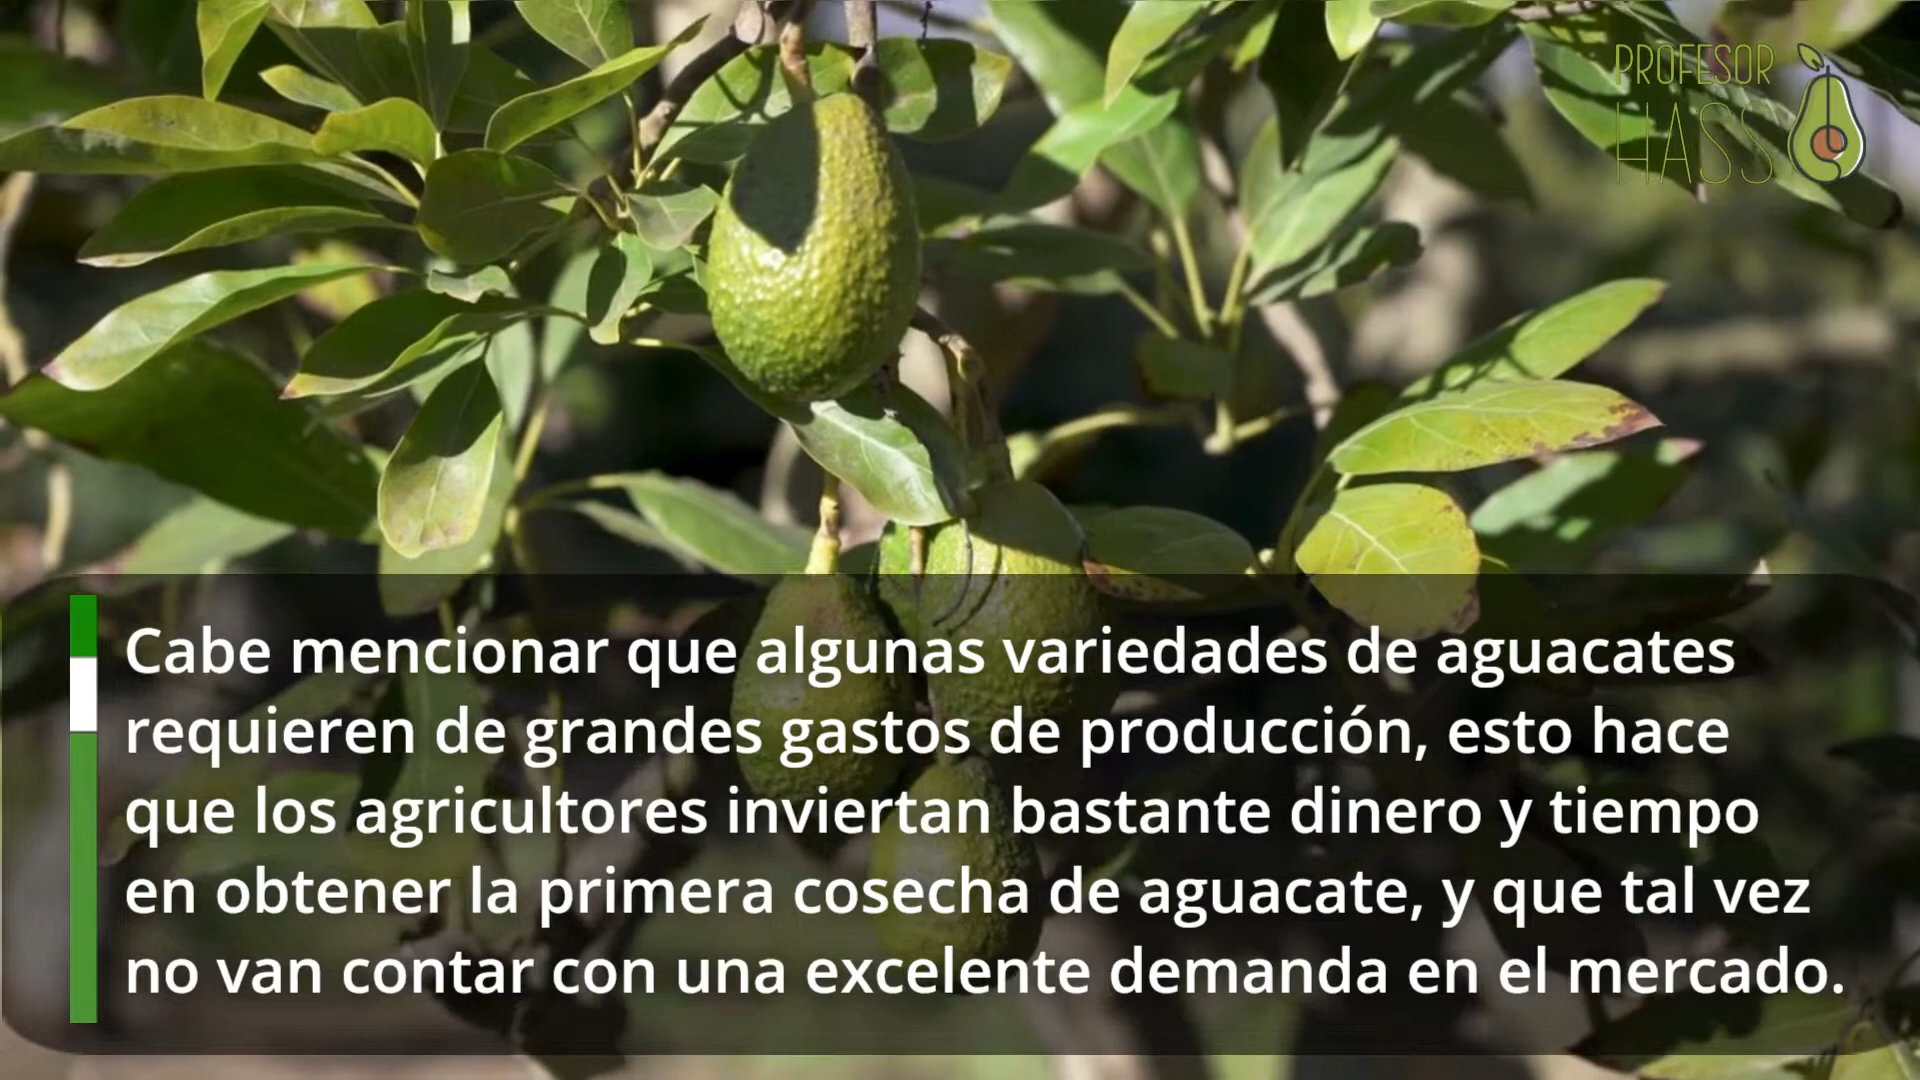 PROFESOR
HASS
Cabe mencionar que algunas variedades de aguacates
requieren de grandes gastos de producción, esto hace
que los agricultores inviertan bastante dinero y tiempo
en obtener la primera cosecha de aguacate, y que tal vez
no van contar con una excelente demanda en el mercado.